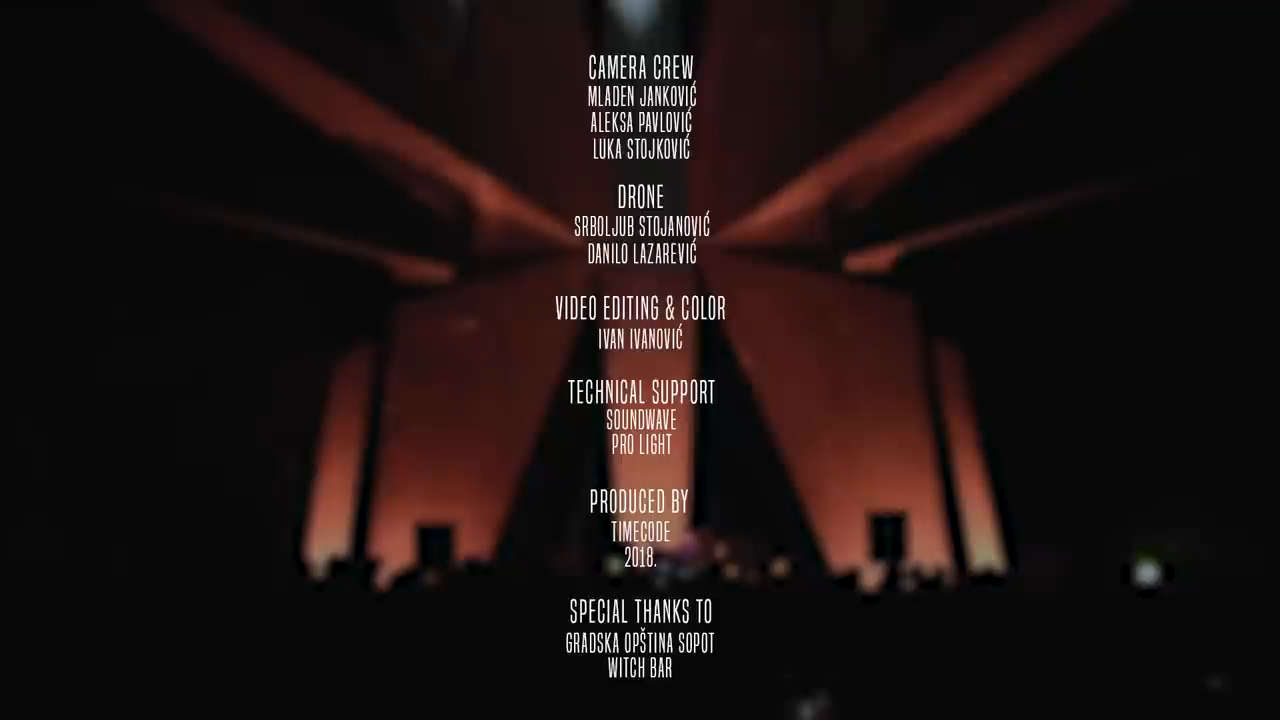 CAMERA CREW
MLADEN JANKOVIĆ
ALEKSA PAVLOVIĆ
LUKA STOJKOVIĆ
DRONE
SRBOLJUB STOJANOVIĆ
DANILO LAZAREVIĆ
VIDEO EDITING & COLOR
IVAN IVANOVIĆ
TECHNICAL SUPPORT
SOUNDWAVE
PRO LIGHT
PRODUCED BY
TIMECODE
2018.
SPECIAL THANKS TO
GRADSKA OPŠTINA SOPOT
WITCH BAR